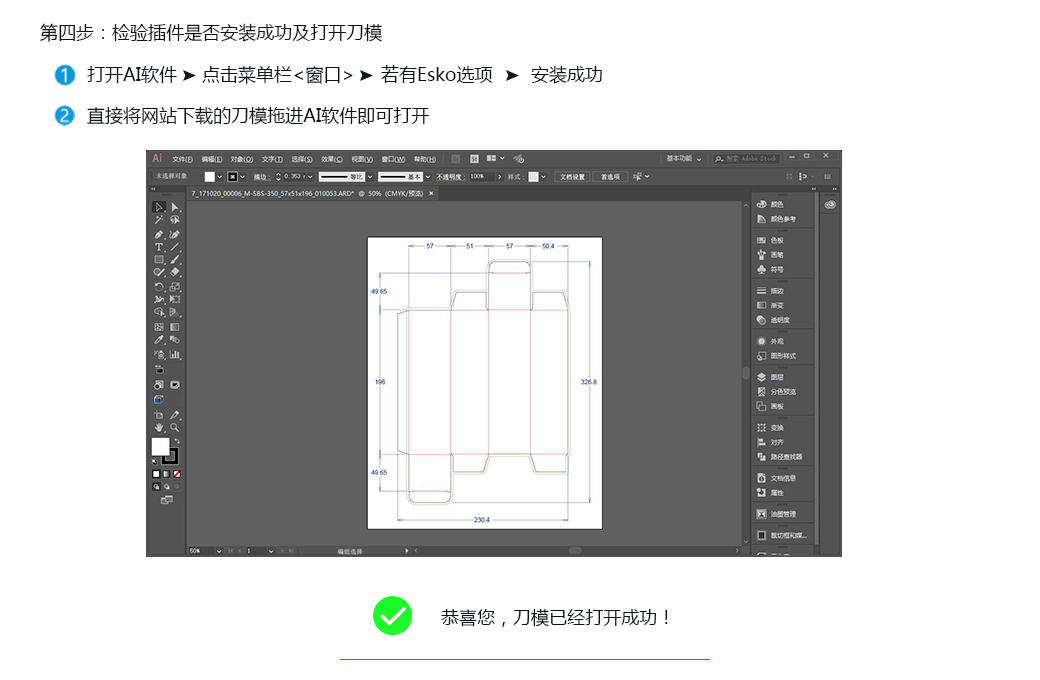 第四步：检验插件是否安装成功及打开刀模
1 打开AI软件 ➤ 点击菜单栏<窗口> ➤ 若有Esko选项 ➤ 安装成功
2 直接将网站下载的刀模拖进AI软件即可打开
Ai 文件(F) 编辑(E) 对象(O) 文字(T) 选择(S) 效果(C) 视图(V) 窗口(W) 帮助(H) 基本功能 搜索 Adobe Stock
未选择对象 描边: 0.353 等比 基本 不透明度: 100% 样式: 文档设置 首选项
7_171020_00006_M-SBS-350_57x51x196_010053.ARD* @ 50% (CMYK/预览) ×
颜色
颜色参考
色板
画笔
符号
描边
渐变
透明度
外观
图形样式
图层
分色预览
画板
变换
对齐
路径查找器
文档信息
属性
油墨管理
裁切框和媒...
57 51 57 50.4
49.65
196
326.8
49.65
230.4
50% 1 编组选择
恭喜您，刀模已经打开成功！